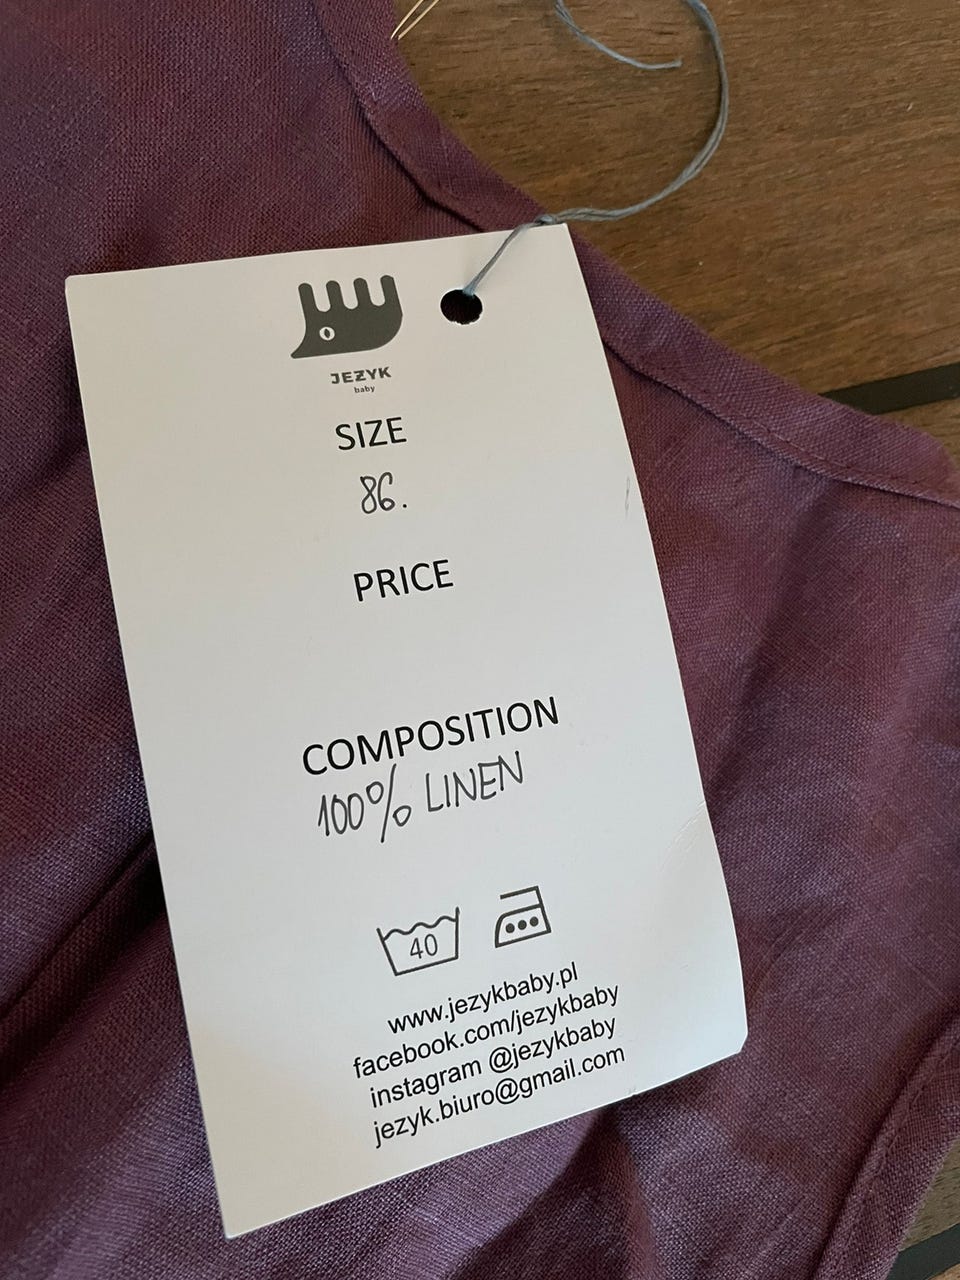 JEŻYK
baby
SIZE
86.
PRICE
COMPOSITION
100% LINEN
40
www.jezykbaby.pl
facebook.com/jezykbaby
instagram @jezykbaby
jezyk.biuro@gmail.com